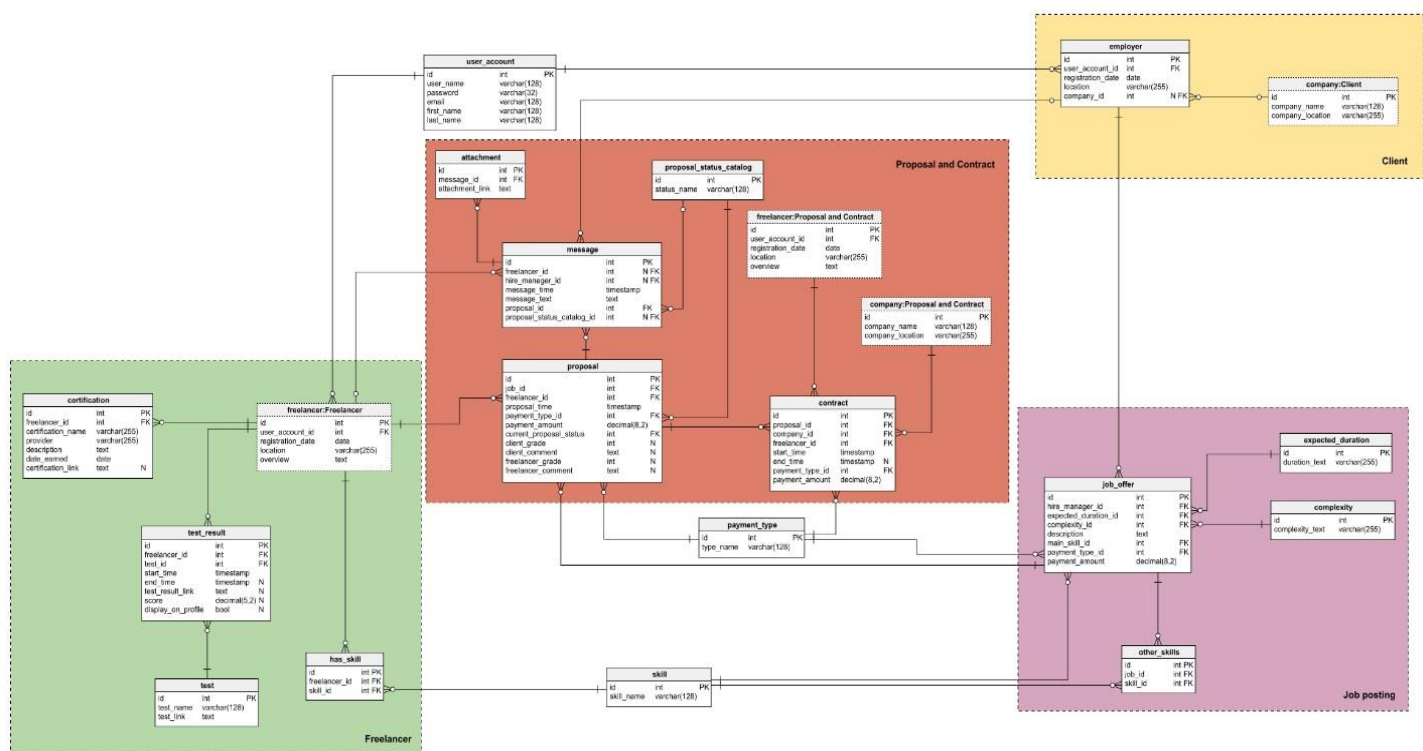 user_account
id int PK
user_name varchar(128)
password varchar(32)
email varchar(128)
first_name varchar(128)
last_name varchar(128)
employer
id int PK
user_account_id int FK
registration_date date
location varchar(255)
company_id int N FK
company:Client
id int PK
company_name varchar(128)
company_location varchar(255)
Client
Proposal and Contract
attachment
id int PK
message_id int FK
attachment_link text
proposal_status_catalog
id int PK
status_name varchar(128)
freelancer:Proposal and Contract
id int PK
user_account_id int FK
registration_date date
location varchar(255)
overview text
message
id int PK
freelancer_id int N FK
hire_manager_id int N FK
message_time timestamp
message_text text
proposal_id int FK
proposal_status_catalog_id int N FK
company:Proposal and Contract
id int PK
company_name varchar(128)
company_location varchar(255)
proposal
id int PK
job_id int FK
freelancer_id int FK
proposal_time timestamp
payment_type_id int FK
payment_amount decimal(8,2)
current_proposal_status int FK
client_grade int N
client_comment text N
freelancer_grade int N
freelancer_comment text N
contract
id int PK
proposal_id int FK
company_id int FK
freelancer_id int FK
start_time timestamp
end_time timestamp N
payment_type_id int FK
payment_amount decimal(8,2)
certification
id int PK
freelancer_id int FK
certification_name varchar(255)
provider varchar(255)
description text
date_earned date
certification_link text N
freelancer:Freelancer
id int PK
user_account_id int FK
registration_date date
location varchar(255)
overview text
test_result
id int PK
freelancer_id int FK
test_id int FK
start_time timestamp
end_time timestamp N
test_result_link text N
score decimal(5,2) N
display_on_profile bool N
test
id int PK
test_name varchar(128)
test_link text
has_skill
id int PK
freelancer_id int FK
skill_id int FK
Freelancer
payment_type
id int PK
type_name varchar(128)
skill
id int PK
skill_name varchar(128)
job_offer
id int PK
hire_manager_id int FK
expected_duration_id int FK
complexity_id int FK
description text
main_skill_id int FK
payment_type_id int FK
payment_amount decimal(8,2)
expected_duration
id int PK
duration_text varchar(255)
complexity
id int PK
complexity_text varchar(255)
other_skills
id int PK
job_id int FK
skill_id int FK
Job posting